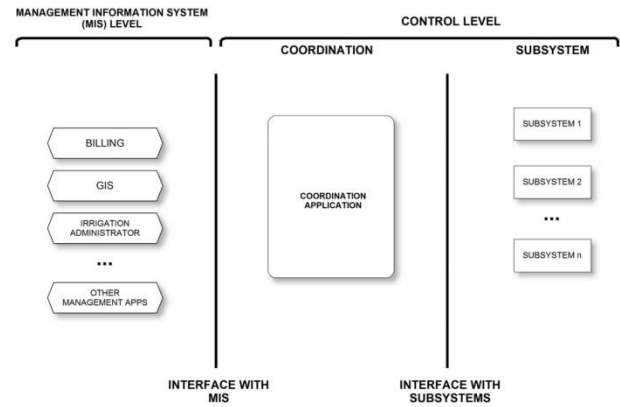 MANAGEMENT INFORMATION SYSTEM
(MIS) LEVEL
CONTROL LEVEL
COORDINATION
SUBSYSTEM
BILLING
GIS
IRRIGATION
ADMINISTRATOR
...
OTHER
MANAGEMENT APPS
COORDINATION
APPLICATION
SUBSYSTEM 1
SUBSYSTEM 2
...
SUBSYSTEM n
INTERFACE WITH
MIS
INTERFACE WITH
SUBSYSTEMS